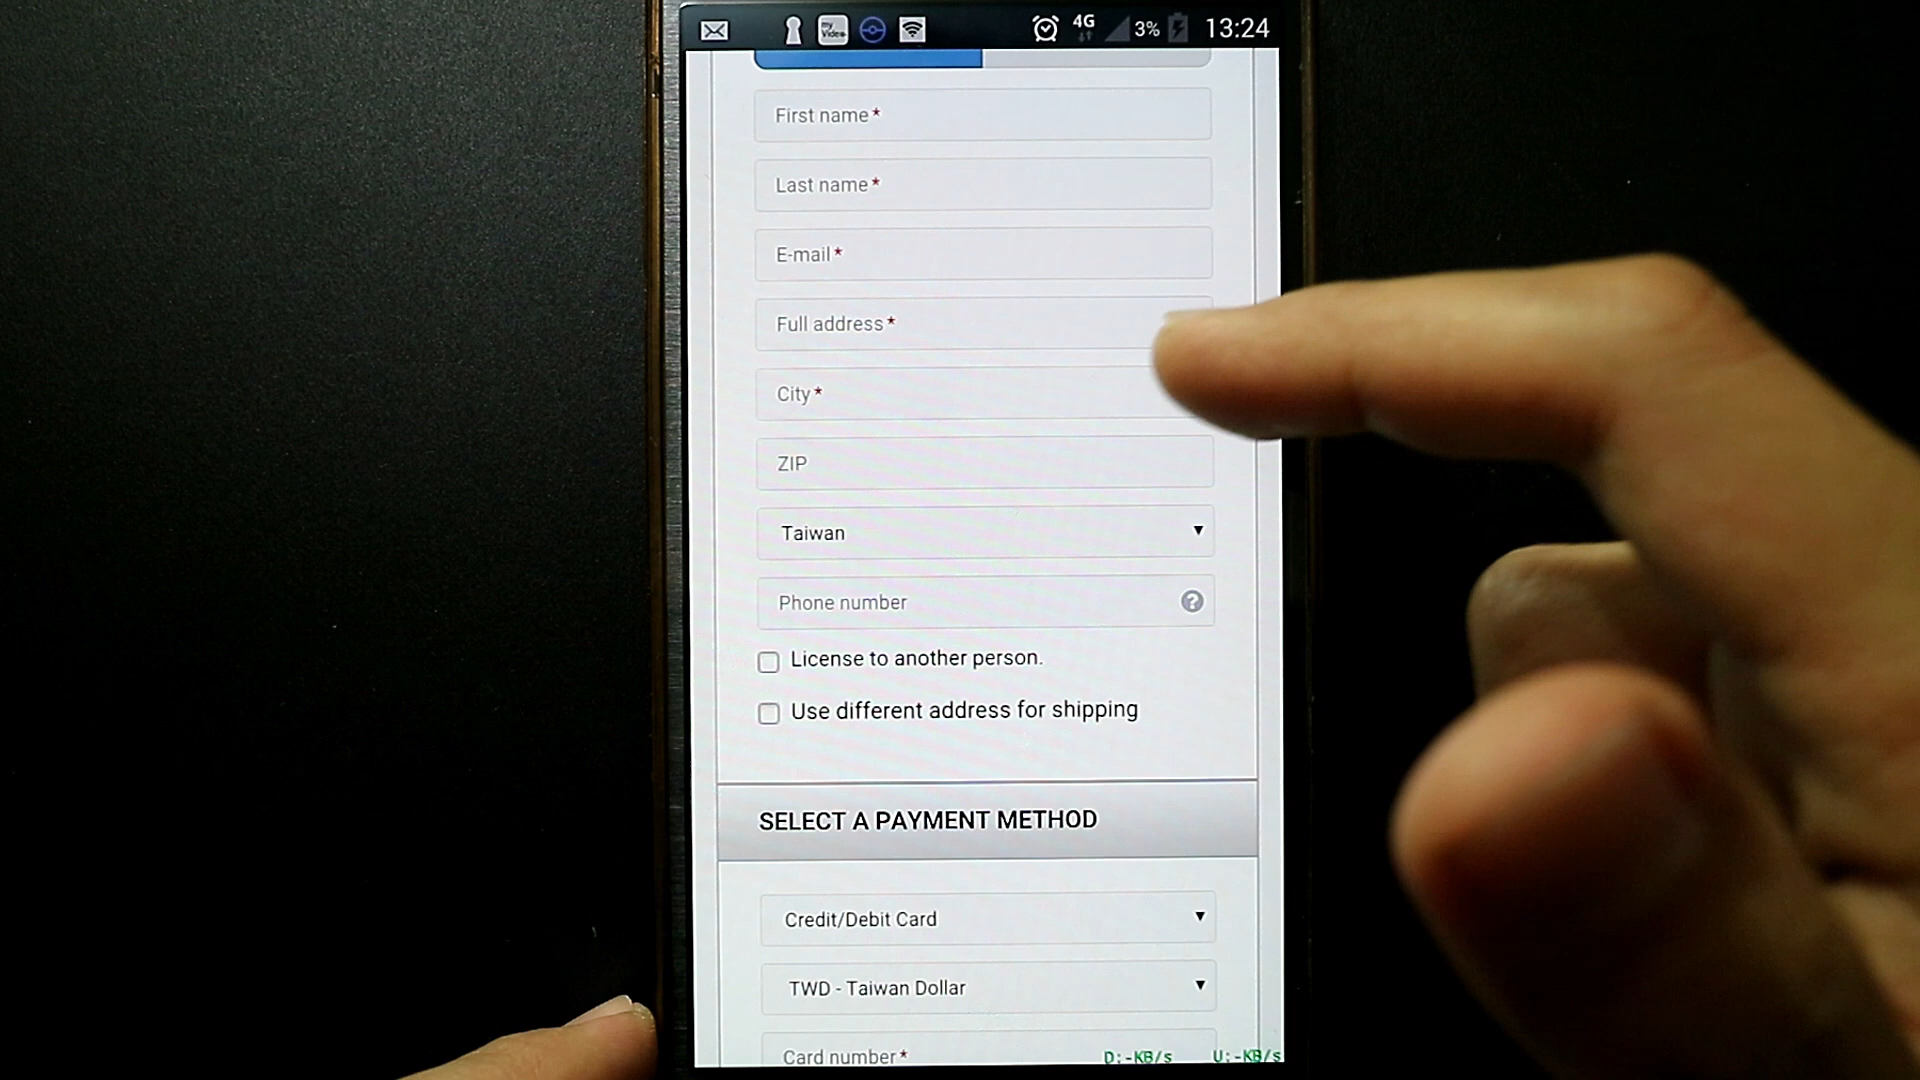 my
Video
4G
3%
13:24
First name*
Last name*
E-mail*
Full address*
City*
ZIP
Taiwan
Phone number
?
License to another person.
Use different address for shipping
SELECT A PAYMENT METHOD
Credit/Debit Card
TWD - Taiwan Dollar
Card number*
D:-KB/s
U:-KB/s